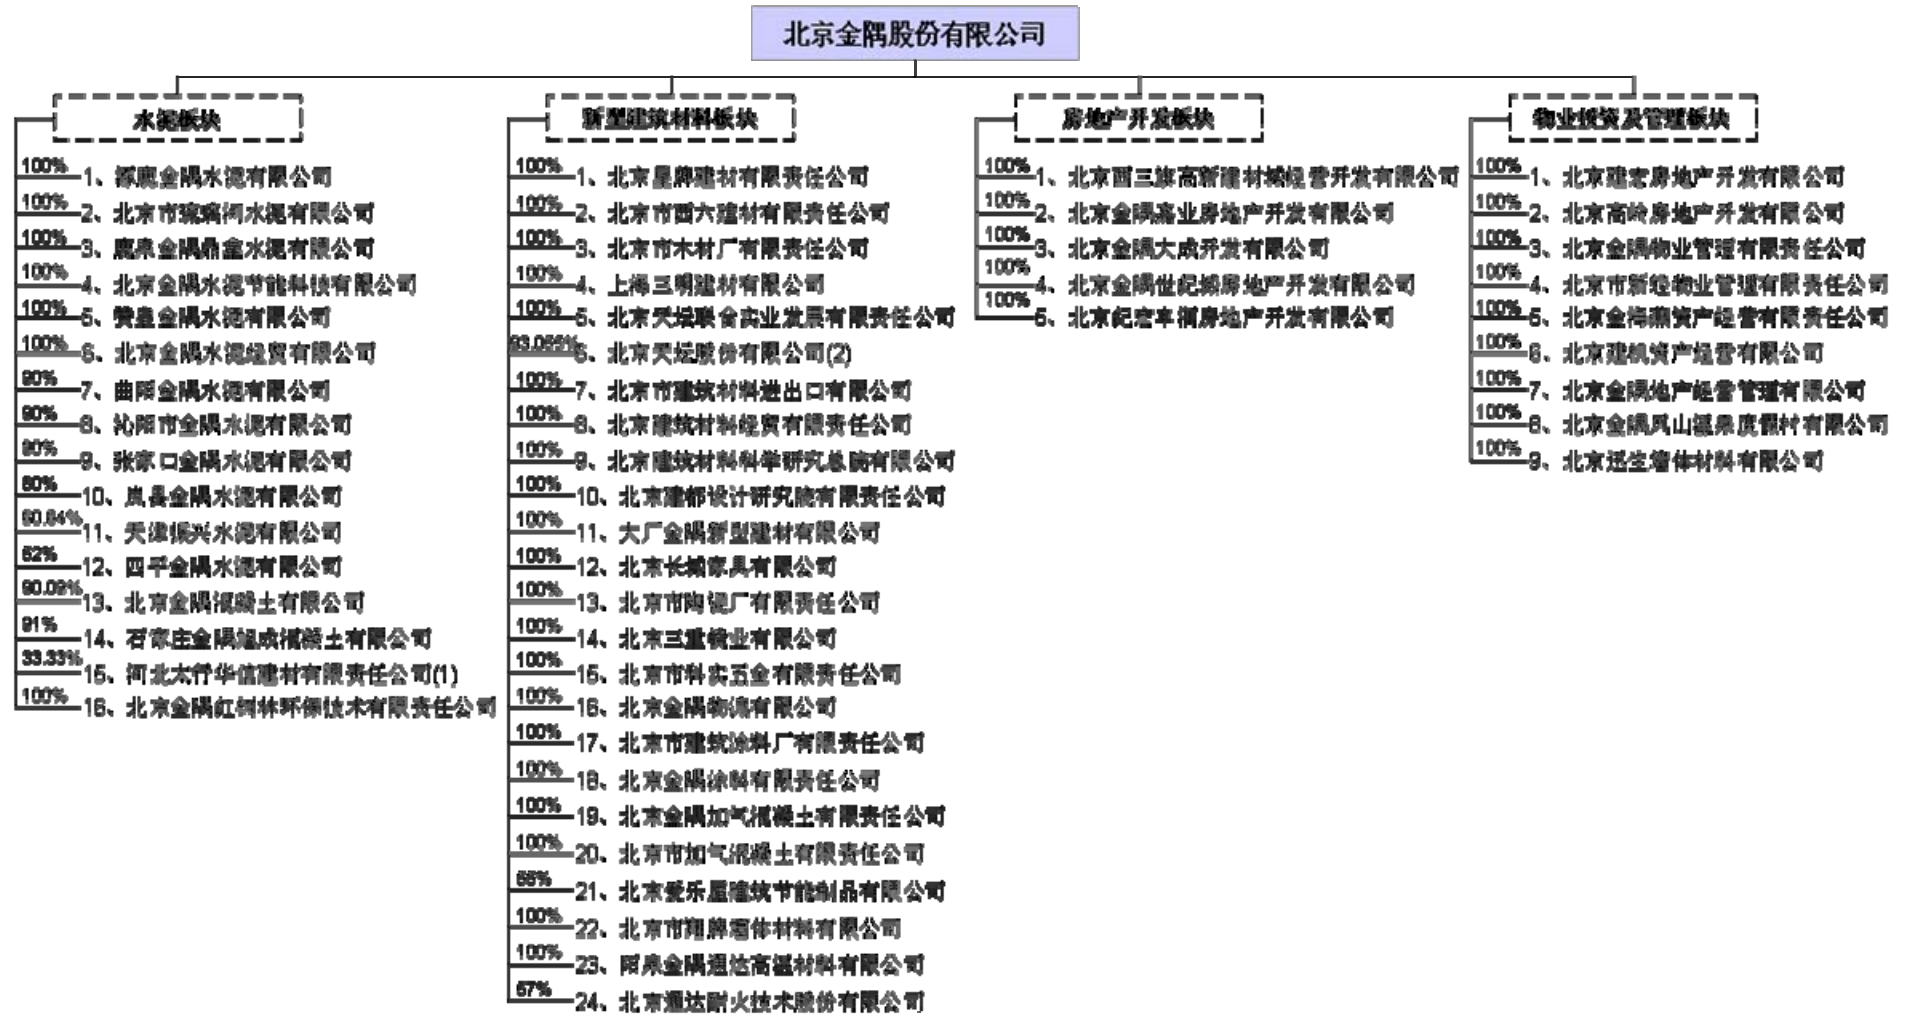 北京金隅股份有限公司
水泥板块
100% 1、涿鹿金隅水泥有限公司
100% 2、北京市琉璃河水泥有限公司
100% 3、鹿泉金隅鼎鑫水泥有限公司
100% 4、北京金隅水泥节能科技有限公司
100% 5、赞皇金隅水泥有限公司
100% 6、北京金隅水泥经贸有限公司
90% 7、曲阳金隅水泥有限公司
90% 8、沁阳市金隅水泥有限公司
90% 9、张家口金隅水泥有限公司
80% 10、岚县金隅水泥有限公司
60.64% 11、天津振兴水泥有限公司
52% 12、四平金隅水泥有限公司
13、北京金隅混凝土有限公司
91% 14、石家庄金隅旭成混凝土有限公司
33.33% 15、河北太行华信建材有限责任公司(1)
100% 16、北京金隅红树林环保技术有限责任公司
新型建筑材料板块
100% 1、北京星牌建材有限责任公司
100% 2、北京市西六建材有限责任公司
100% 3、北京市木材厂有限责任公司
100% 4、上海三明建材有限公司
100% 5、北京天坛联合实业发展有限责任公司
6、北京天坛股份有限公司(2)
100% 7、北京市建筑材料进出口有限公司
100% 8、北京建筑材料经贸有限责任公司
100% 9、北京建筑材料科学研究总院有限公司
100% 10、北京建都设计研究院有限责任公司
100% 11、大厂金隅新型建材有限公司
100% 12、北京长城家具有限公司
100% 13、北京市陶瓷厂有限责任公司
100% 14、北京三重镜业有限公司
100% 15、北京市科实五金有限责任公司
100% 16、北京金隅物流有限公司
100% 17、北京市建筑涂料厂有限责任公司
100% 18、北京金隅涂料有限责任公司
100% 19、北京金隅加气混凝土有限责任公司
100% 20、北京市加气混凝土有限责任公司
55% 21、北京爱乐屋建筑节能制品有限公司
100% 22、北京市翔牌墙体材料有限公司
100% 23、阳泉金隅通达高温材料有限公司
57% 24、北京通达耐火技术股份有限公司
房地产开发板块
100% 1、北京西三旗高新建材城经营开发有限公司
100% 2、北京金隅嘉业房地产开发有限公司
100% 3、北京金隅大成开发有限公司
100% 4、北京金隅世纪城房地产开发有限公司
100% 5、北京纪宏丰润房地产开发有限公司
物业投资及管理板块
100% 1、北京建宏房地产开发有限公司
100% 2、北京高岭房地产开发有限公司
100% 3、北京金隅物业管理有限责任公司
100% 4、北京市新建物业管理有限责任公司
100% 5、北京金海燕资产经营有限责任公司
100% 6、北京建机资产经营有限公司
100% 7、北京金隅地产经营管理有限公司
100% 8、北京金隅凤山温泉度假村有限公司
100% 9、北京迅生墙体材料有限公司